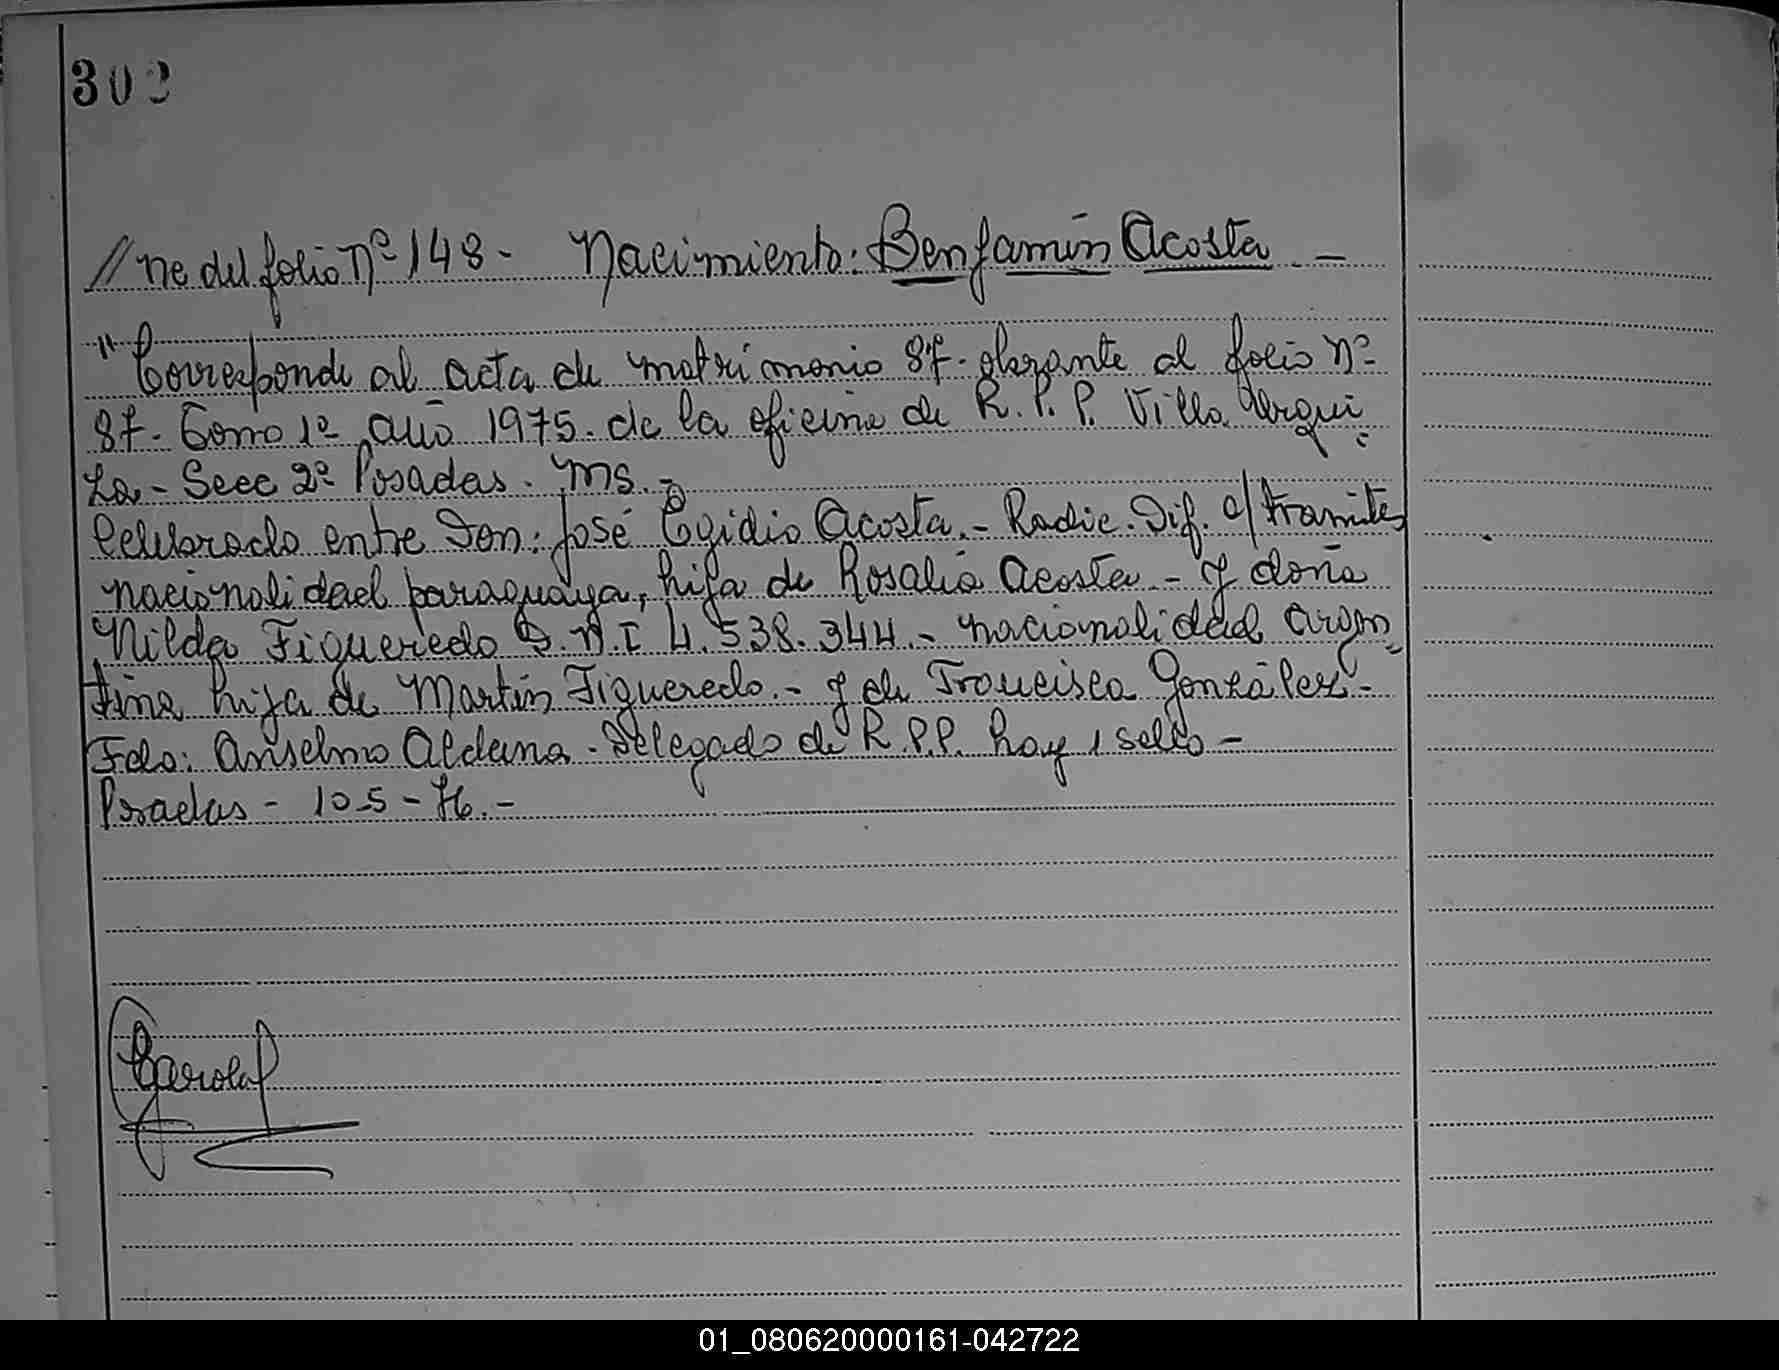 302
//ne del folio nº 148 - Nacimiento: Benjamín Acosta -
"Corresponde al acta de matrimonio 87- obrante al folio nº
87- Tomo 1º año 1975. de la oficina de R.P.P. Villa Urqui
za - Secc 2º Posadas. Ms. -
Celebrado entre Don: José Egidio Acosta. - Radic. Dif. c/ tramites
nacionalidad paraguaya, hijo de Rosalía Acosta - y doña
Nilda Figueredo D.N.I 4.538.344 - nacionalidad argen
tina hija de Martín Figueredo. - y de Francisca González -
Fdo: Anselmo Aldana - Delegado de R.P.P. hay 1 sello -
Posadas - 10-5-76. -
01_080620000161-042722